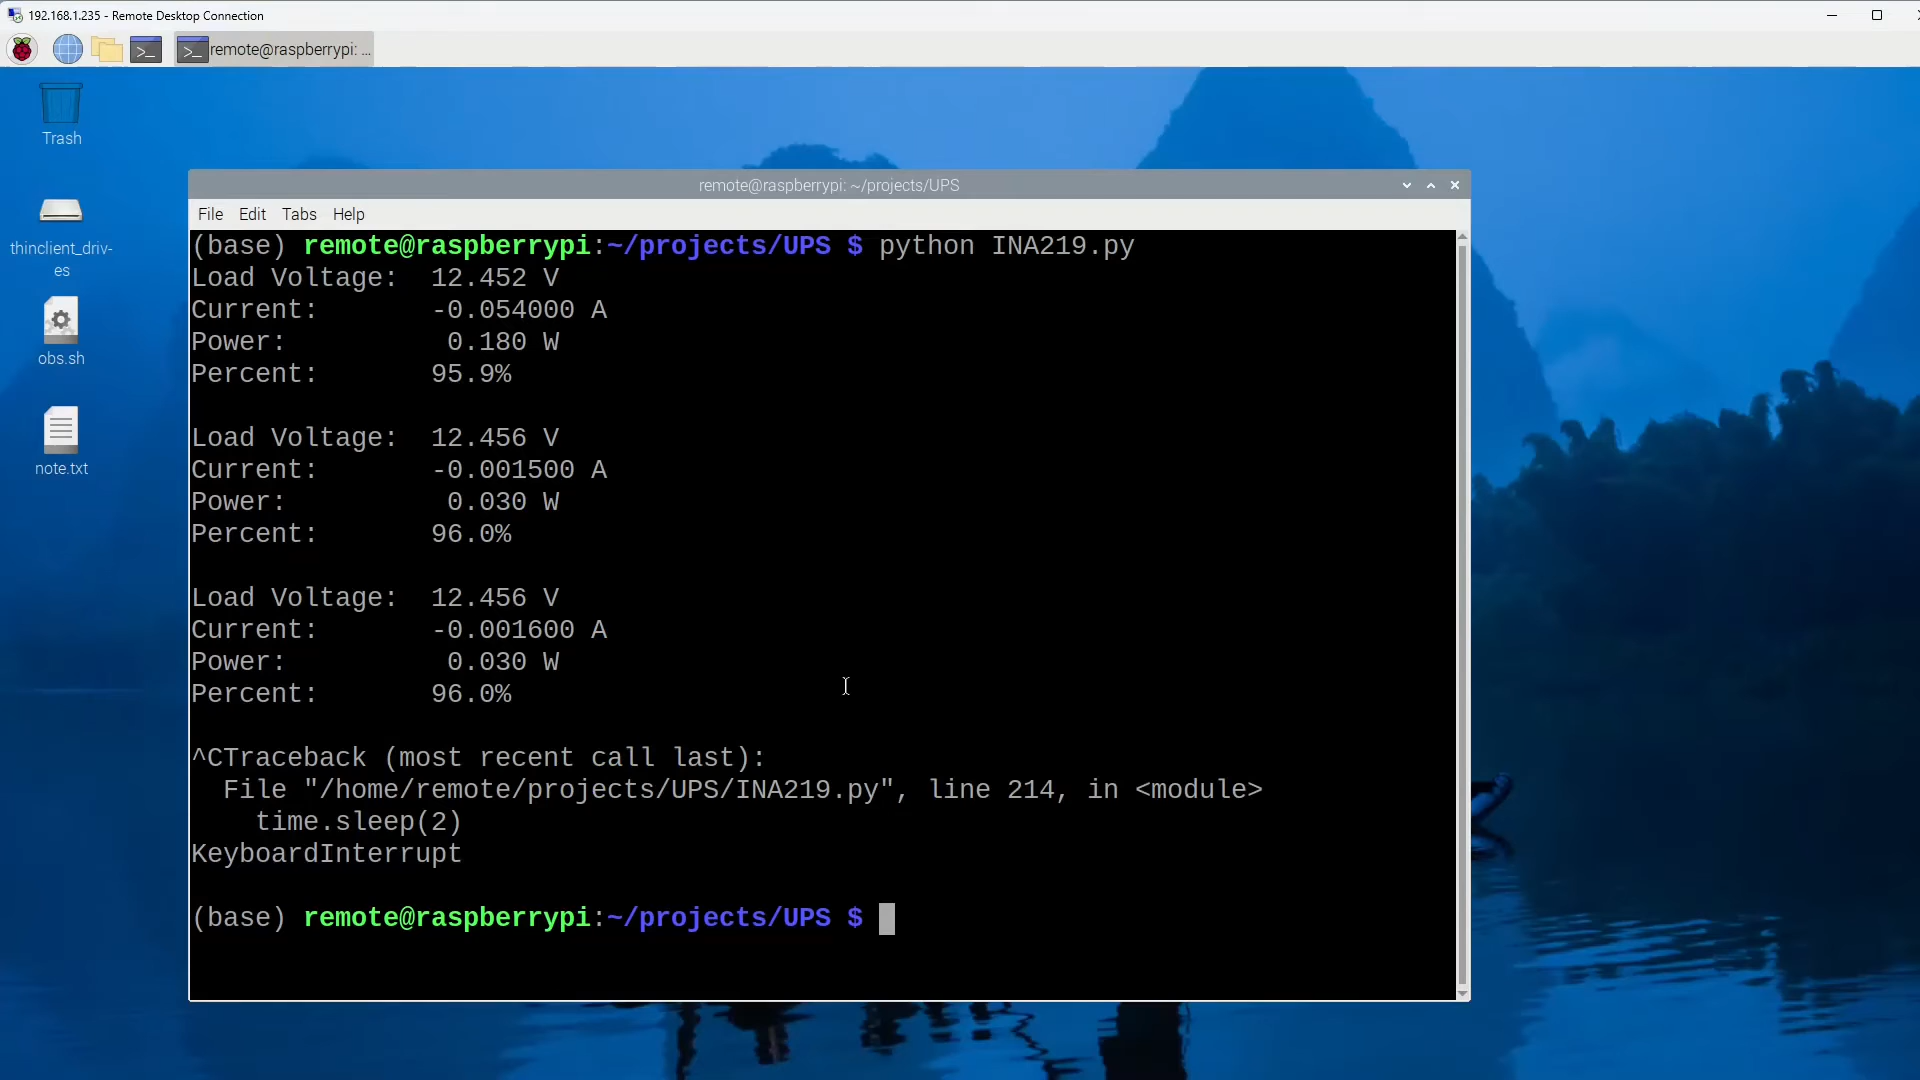 192.168.1.235 - Remote Desktop Connection
remote@raspberrypi: ...
Trash
thinclient_driv-
es
obs.sh
note.txt
remote@raspberrypi: ~/projects/UPS
File Edit Tabs Help
(base) remote@raspberrypi:~/projects/UPS $ python INA219.py
Load Voltage:  12.452 V
Current:       -0.054000 A
Power:          0.180 W
Percent:       95.9%
Load Voltage:  12.456 V
Current:       -0.001500 A
Power:          0.030 W
Percent:       96.0%
Load Voltage:  12.456 V
Current:       -0.001600 A
Power:          0.030 W
Percent:       96.0%
^CTraceback (most recent call last):
  File "/home/remote/projects/UPS/INA219.py", line 214, in <module>
    time.sleep(2)
KeyboardInterrupt
(base) remote@raspberrypi:~/projects/UPS $